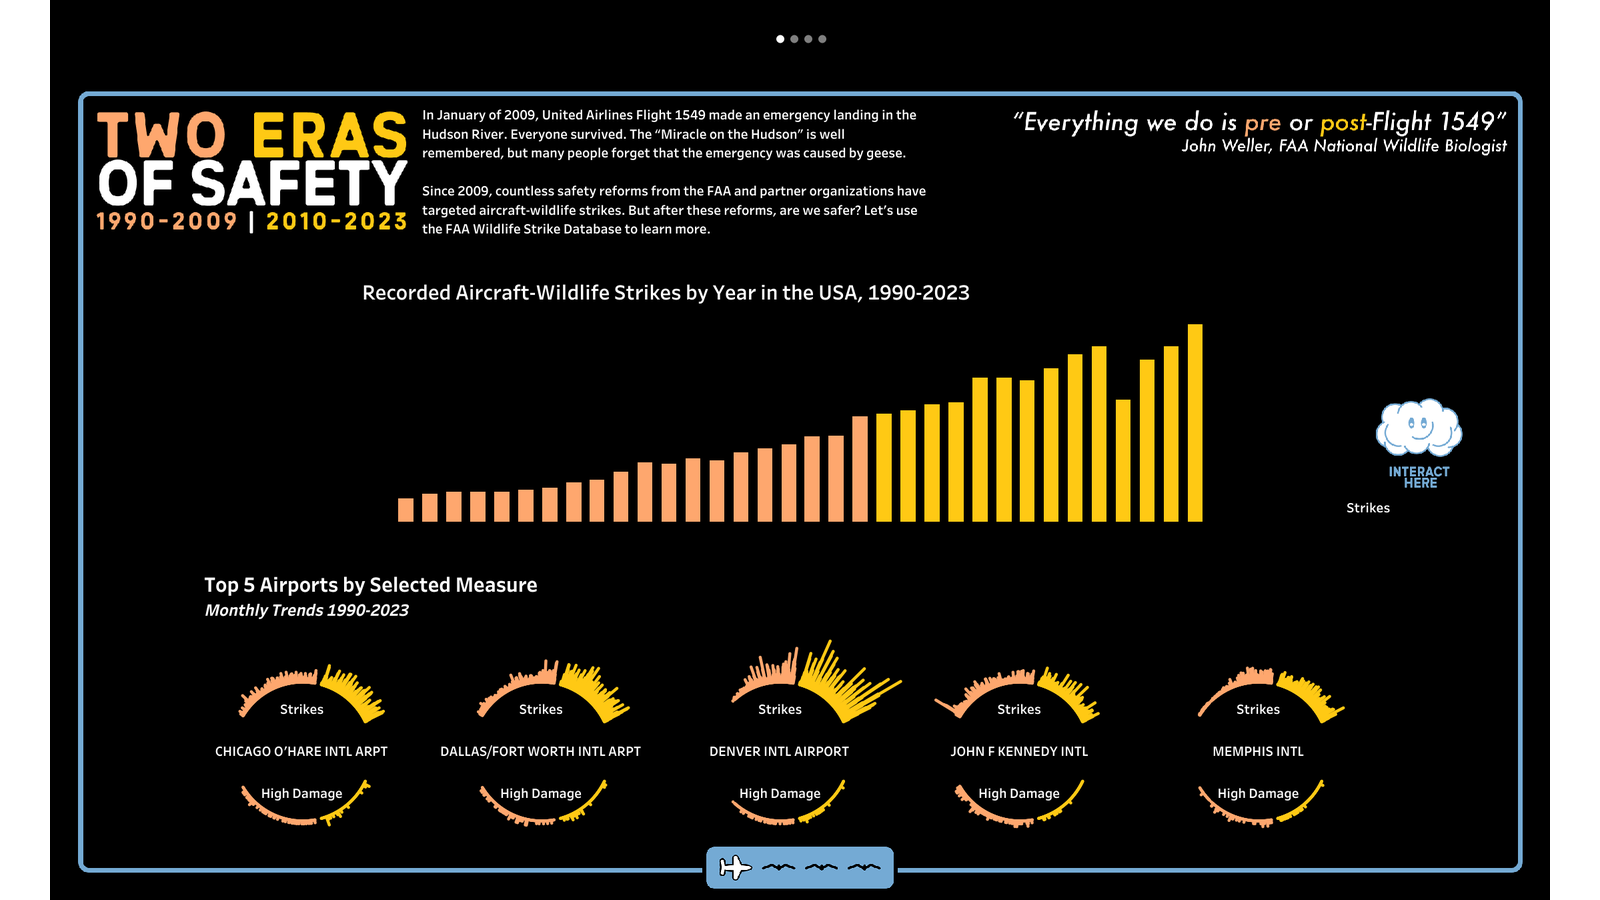 TWO ERAS
OF SAFETY
1990-2009 | 2010-2023
In January of 2009, United Airlines Flight 1549 made an emergency landing in the
Hudson River. Everyone survived. The “Miracle on the Hudson” is well
remembered, but many people forget that the emergency was caused by geese.
Since 2009, countless safety reforms from the FAA and partner organizations have
targeted aircraft-wildlife strikes. But after these reforms, are we safer? Let’s use
the FAA Wildlife Strike Database to learn more.
“Everything we do is pre or post-Flight 1549”
John Weller, FAA National Wildlife Biologist
Recorded Aircraft-Wildlife Strikes by Year in the USA, 1990-2023
INTERACT
HERE
Strikes
Top 5 Airports by Selected Measure
Monthly Trends 1990-2023
Strikes
Strikes
Strikes
Strikes
Strikes
CHICAGO O’HARE INTL ARPT
DALLAS/FORT WORTH INTL ARPT
DENVER INTL AIRPORT
JOHN F KENNEDY INTL
MEMPHIS INTL
High Damage
High Damage
High Damage
High Damage
High Damage